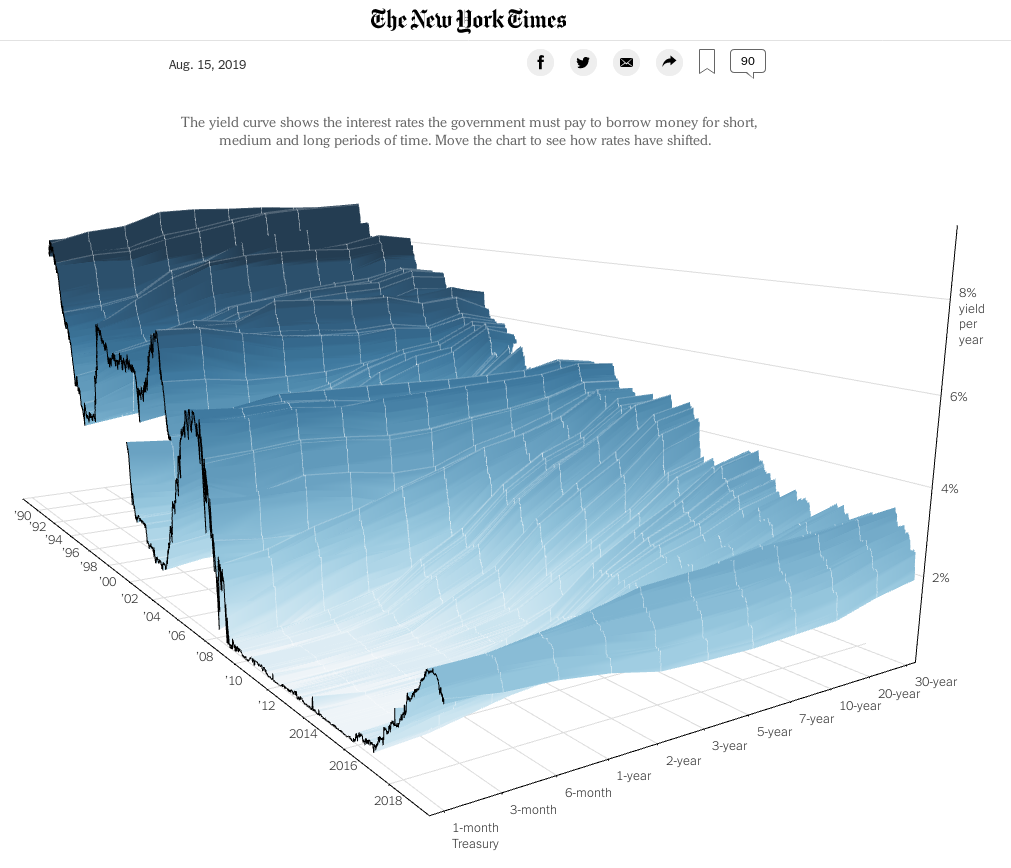 The New York Times
Aug. 15, 2019
90
The yield curve shows the interest rates the government must pay to borrow money for short,
medium and long periods of time. Move the chart to see how rates have shifted.
8%
yield
per
year
6%
4%
2%
'90
'92
'94
'96
'98
'00
'02
'04
'06
'08
'10
'12
2014
2016
2018
30-year
20-year
10-year
7-year
5-year
3-year
2-year
1-year
6-month
3-month
1-month
Treasury